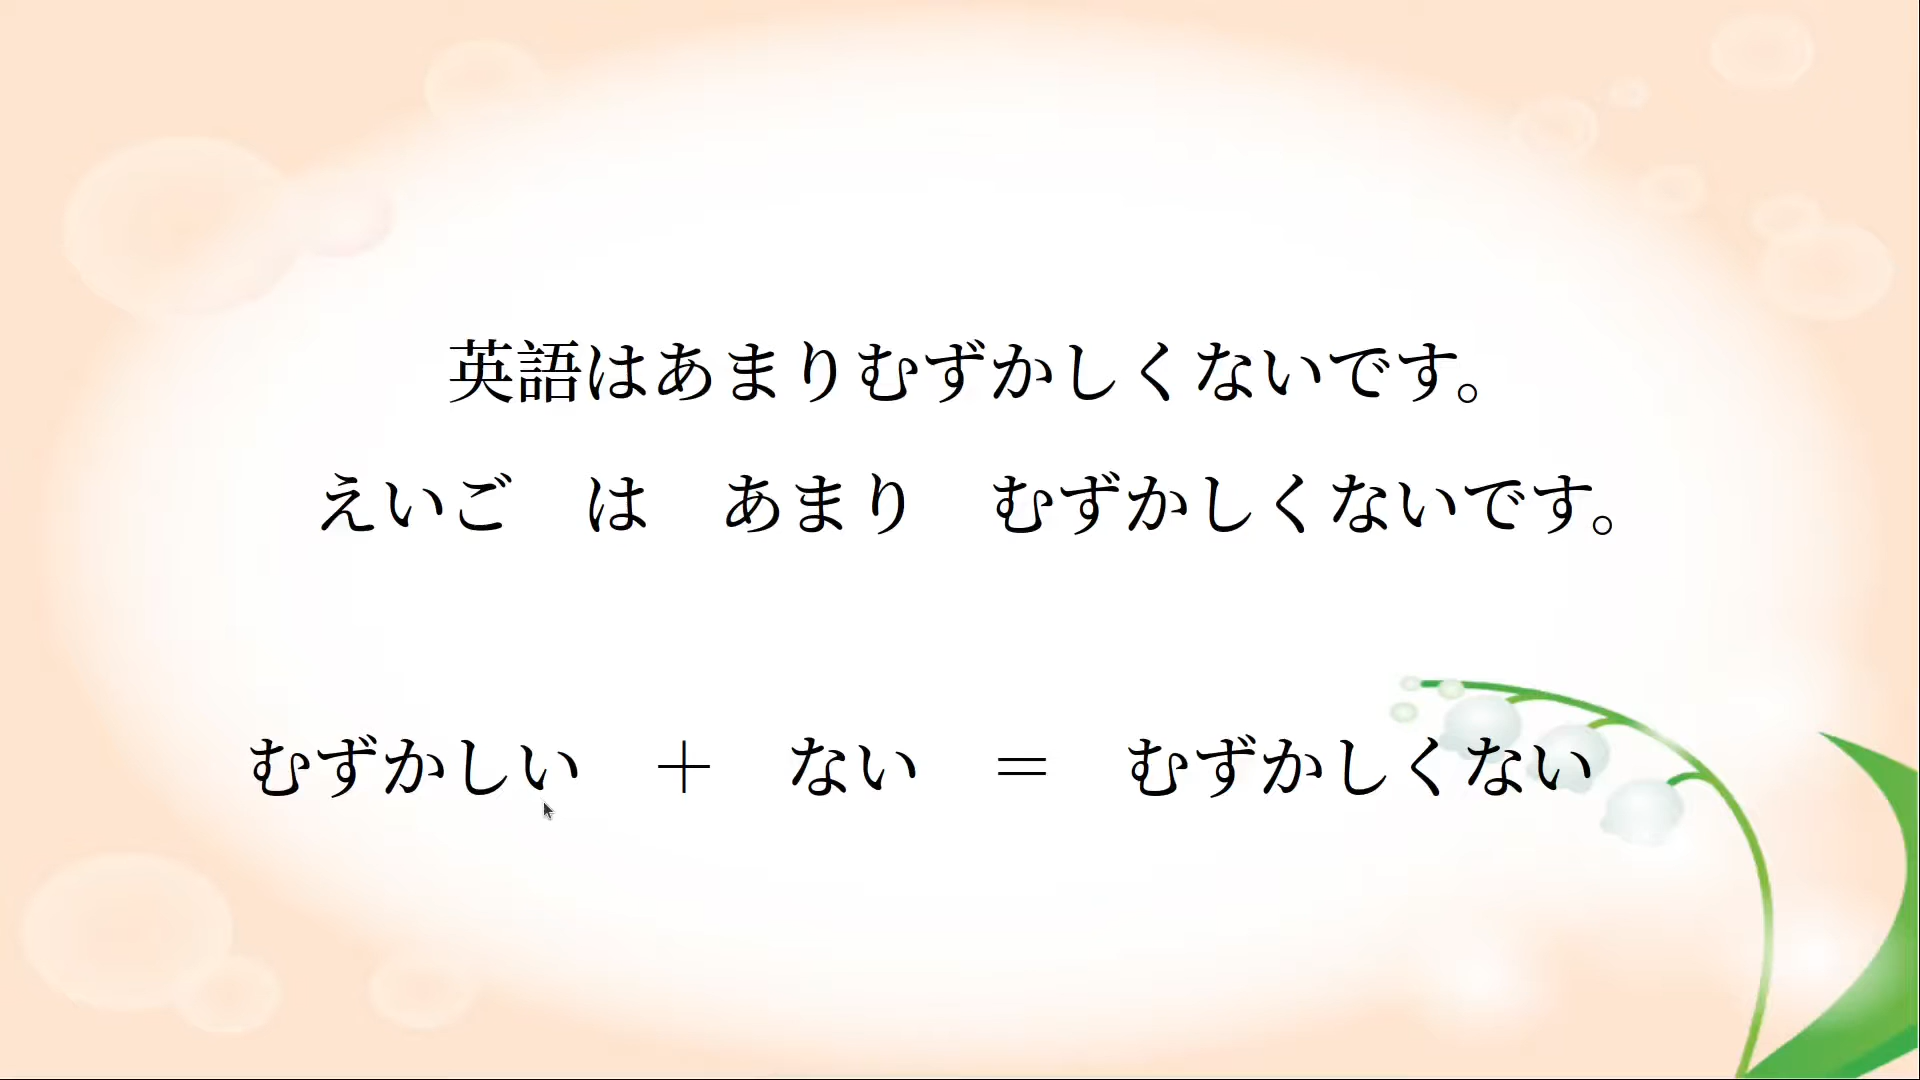 英語はあまりむずかしくないです。
えいご　は　あまり　むずかしくないです。
むずかしい　＋　ない　＝　むずかしくない